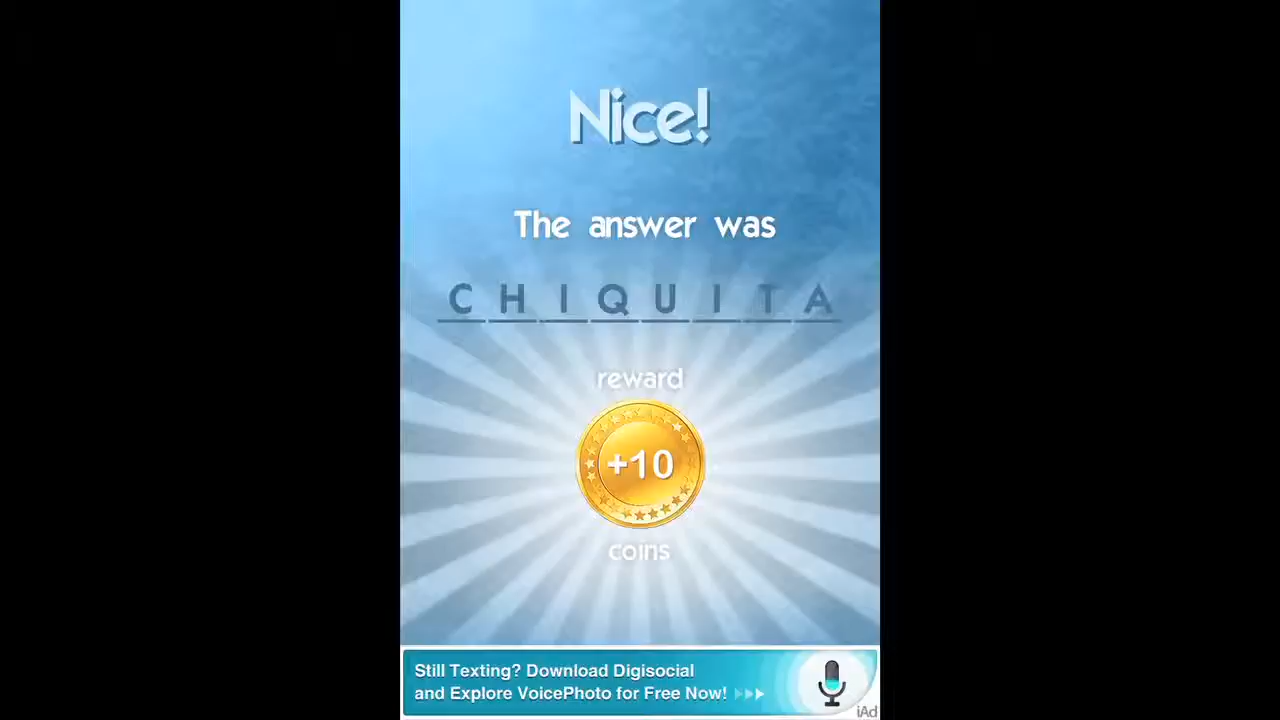 Nice!
The answer was
CHIQUITA
reward
+10
coins
Still Texting? Download Digisocial
and Explore VoicePhoto for Free Now!
iAd